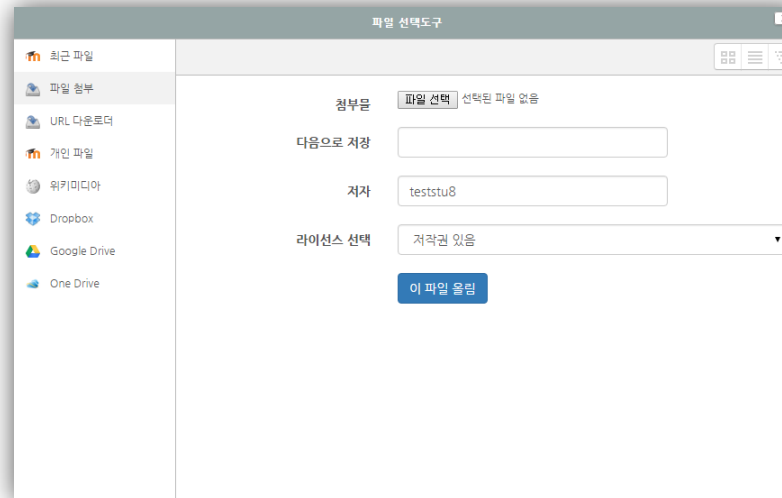 파일 선택도구
최근 파일
파일 첨부
URL 다운로더
개인 파일
위키미디아
Dropbox
Google Drive
One Drive
첨부물 파일 선택 선택된 파일 없음
다음으로 저장
저자 teststu8
라이선스 선택 저작권 있음
이 파일 올림